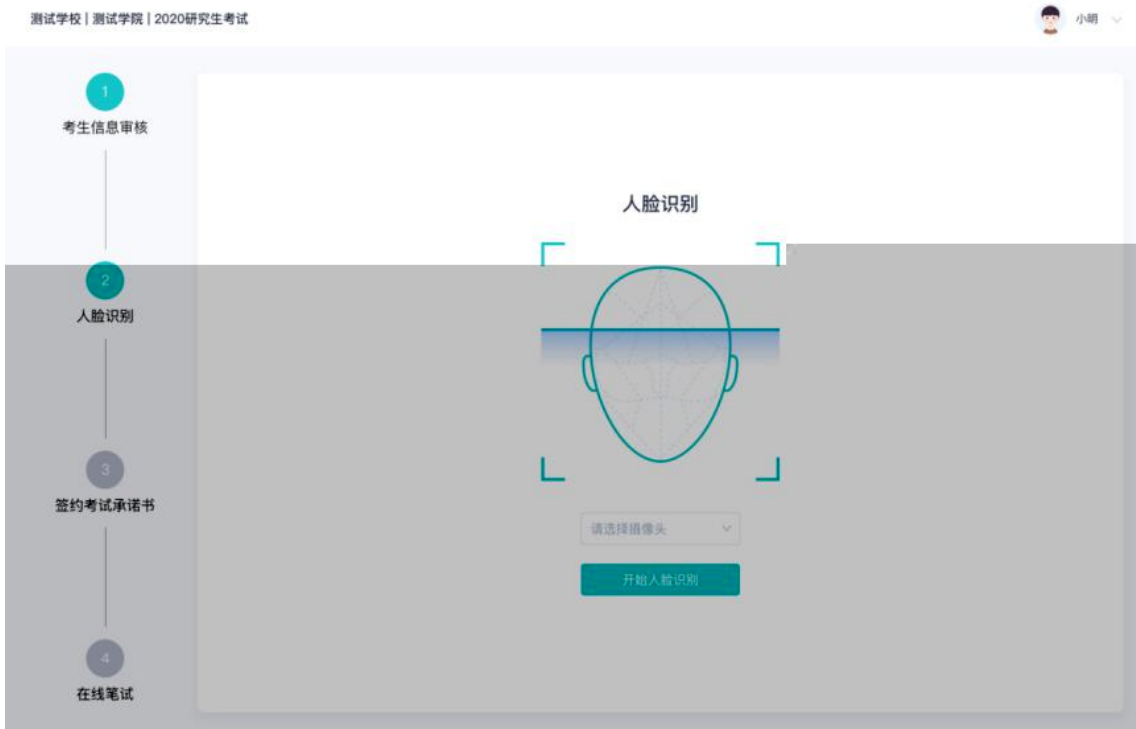 测试学校 | 测试学院 | 2020研究生考试
小明
1
考生信息审核
2
人脸识别
3
签约考试承诺书
4
在线笔试
人脸识别
请选择摄像头
开始人脸识别